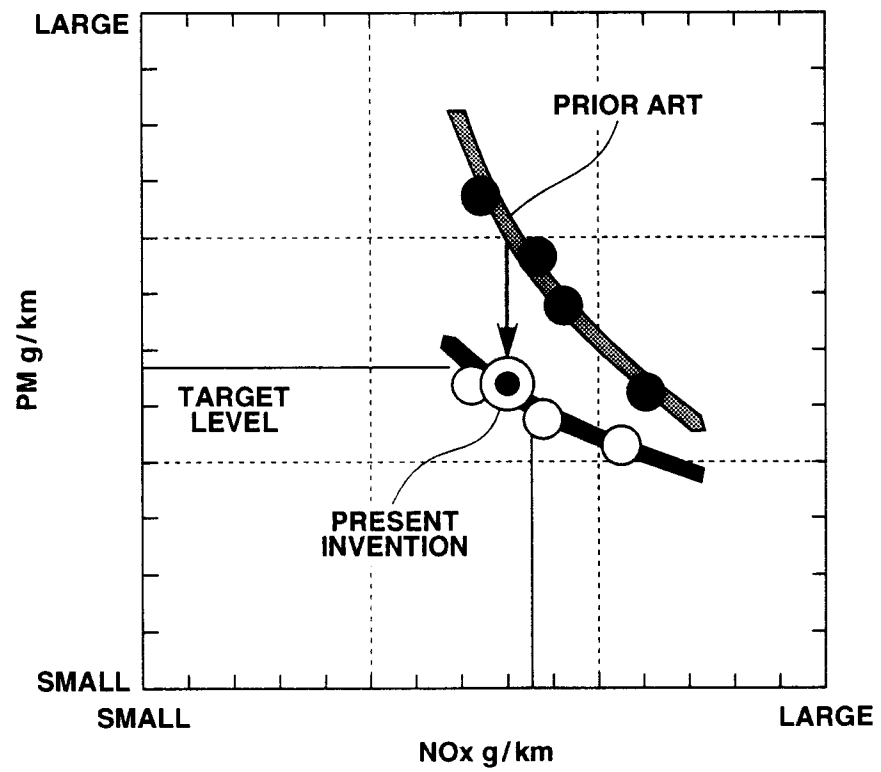 LARGE
PRIOR ART
PM g/km
TARGET
LEVEL
PRESENT
INVENTION
SMALL
SMALL
LARGE
NOx g/km